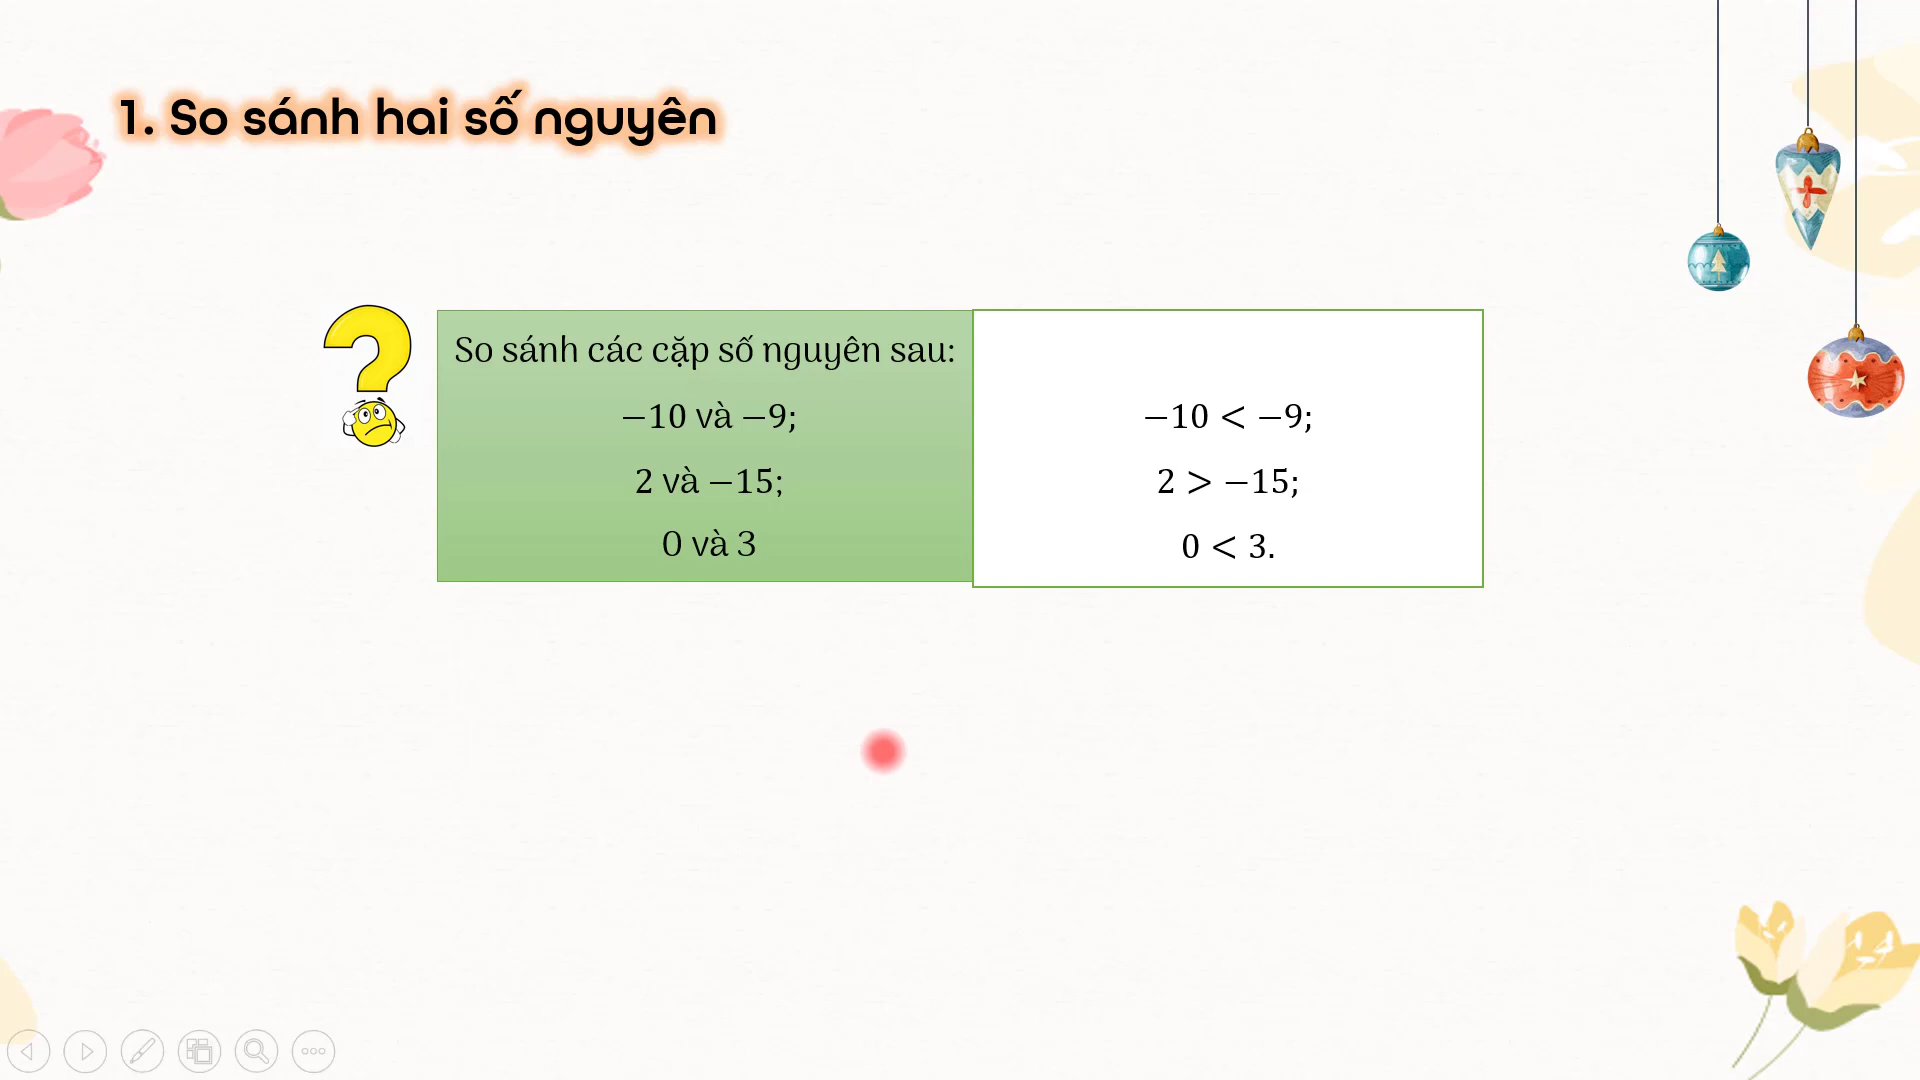 1. So sánh hai số nguyên
So sánh các cặp số nguyên sau:
−10 và −9;
2 và −15;
0 và 3
−10 < −9;
2 > −15;
0 < 3.